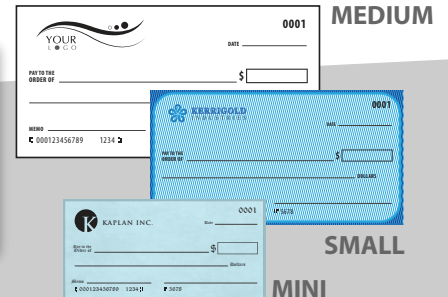 MEDIUM
0001
YOUR
LOGO
DATE
PAY TO THE
ORDER OF
$
MEMO
000123456789 1234
0001
KERRIGOLD
INDUSTRIES
DATE
PAY TO THE
ORDER OF
$
DOLLARS
5678
SMALL
0001
K KAPLAN INC.
Date
Pay to the
Order of
$
Dollars
Memo
000123456789 1234 5678
MINI